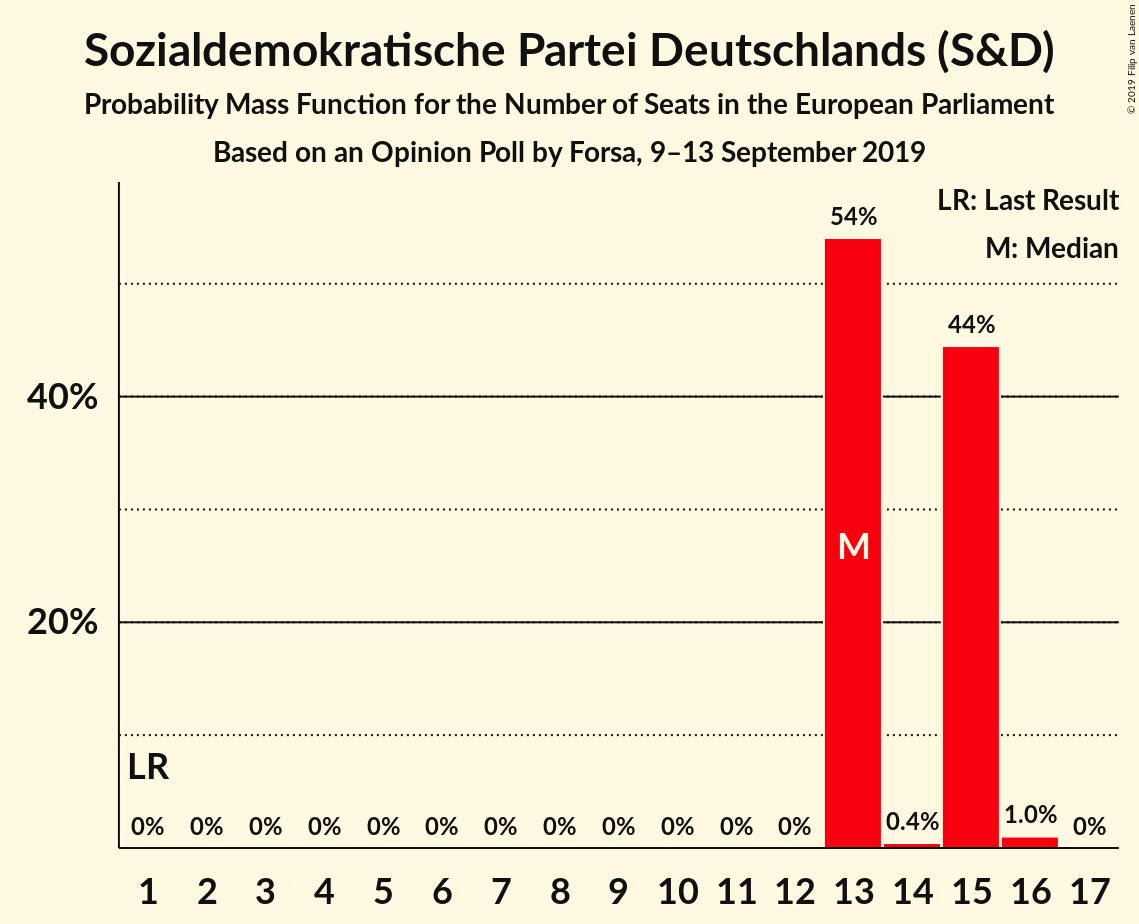 Sozialdemokratische Partei Deutschlands (S&D)
Probability Mass Function for the Number of Seats in the European Parliament
Based on an Opinion Poll by Forsa, 9–13 September 2019
© 2019 Filip van Laenen
LR: Last Result
M: Median
54%
44%
40%
M
20%
LR
0% 0% 0% 0% 0% 0% 0% 0% 0% 0% 0% 0% 0.4% 1.0% 0%
1 2 3 4 5 6 7 8 9 10 11 12 13 14 15 16 17